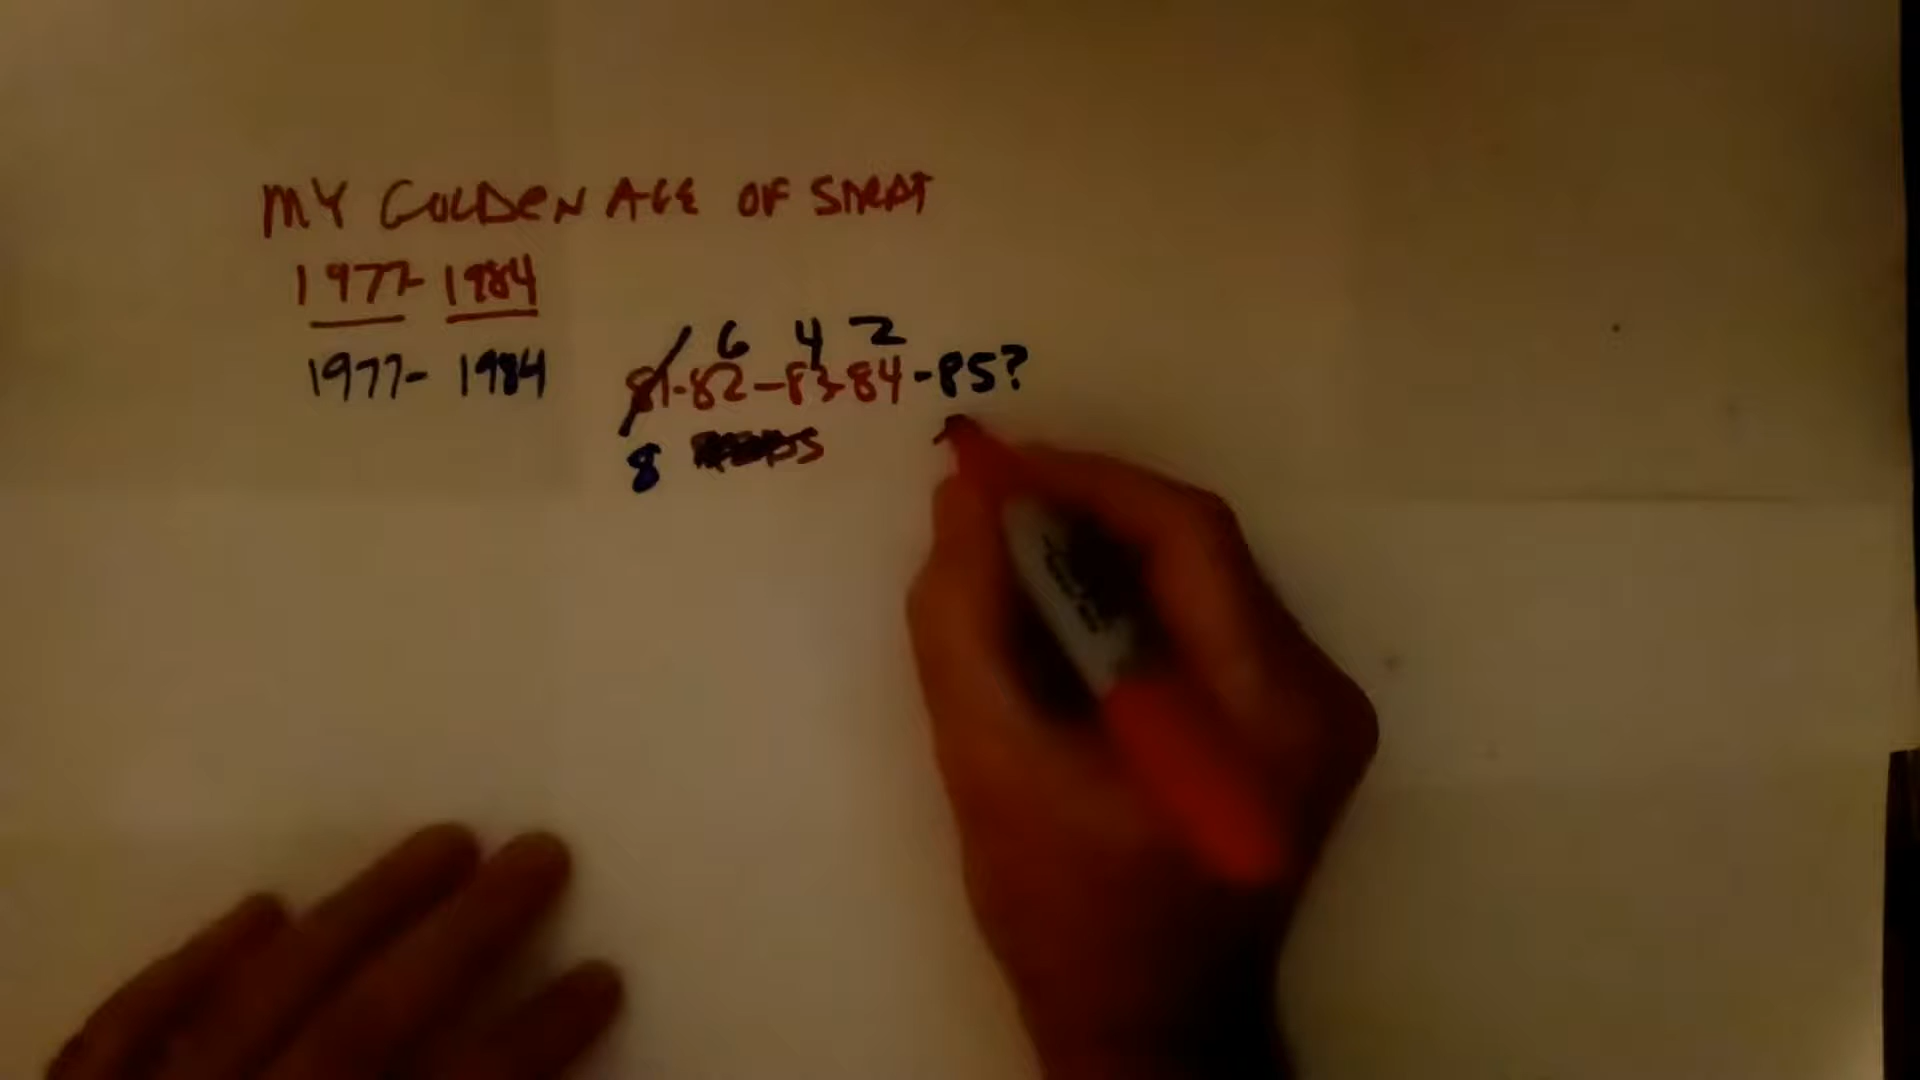 MY GOLDEN AGE OF STRAT
1977- 1984
6 4 2
1977- 1984 81-82-83-84-85?
8